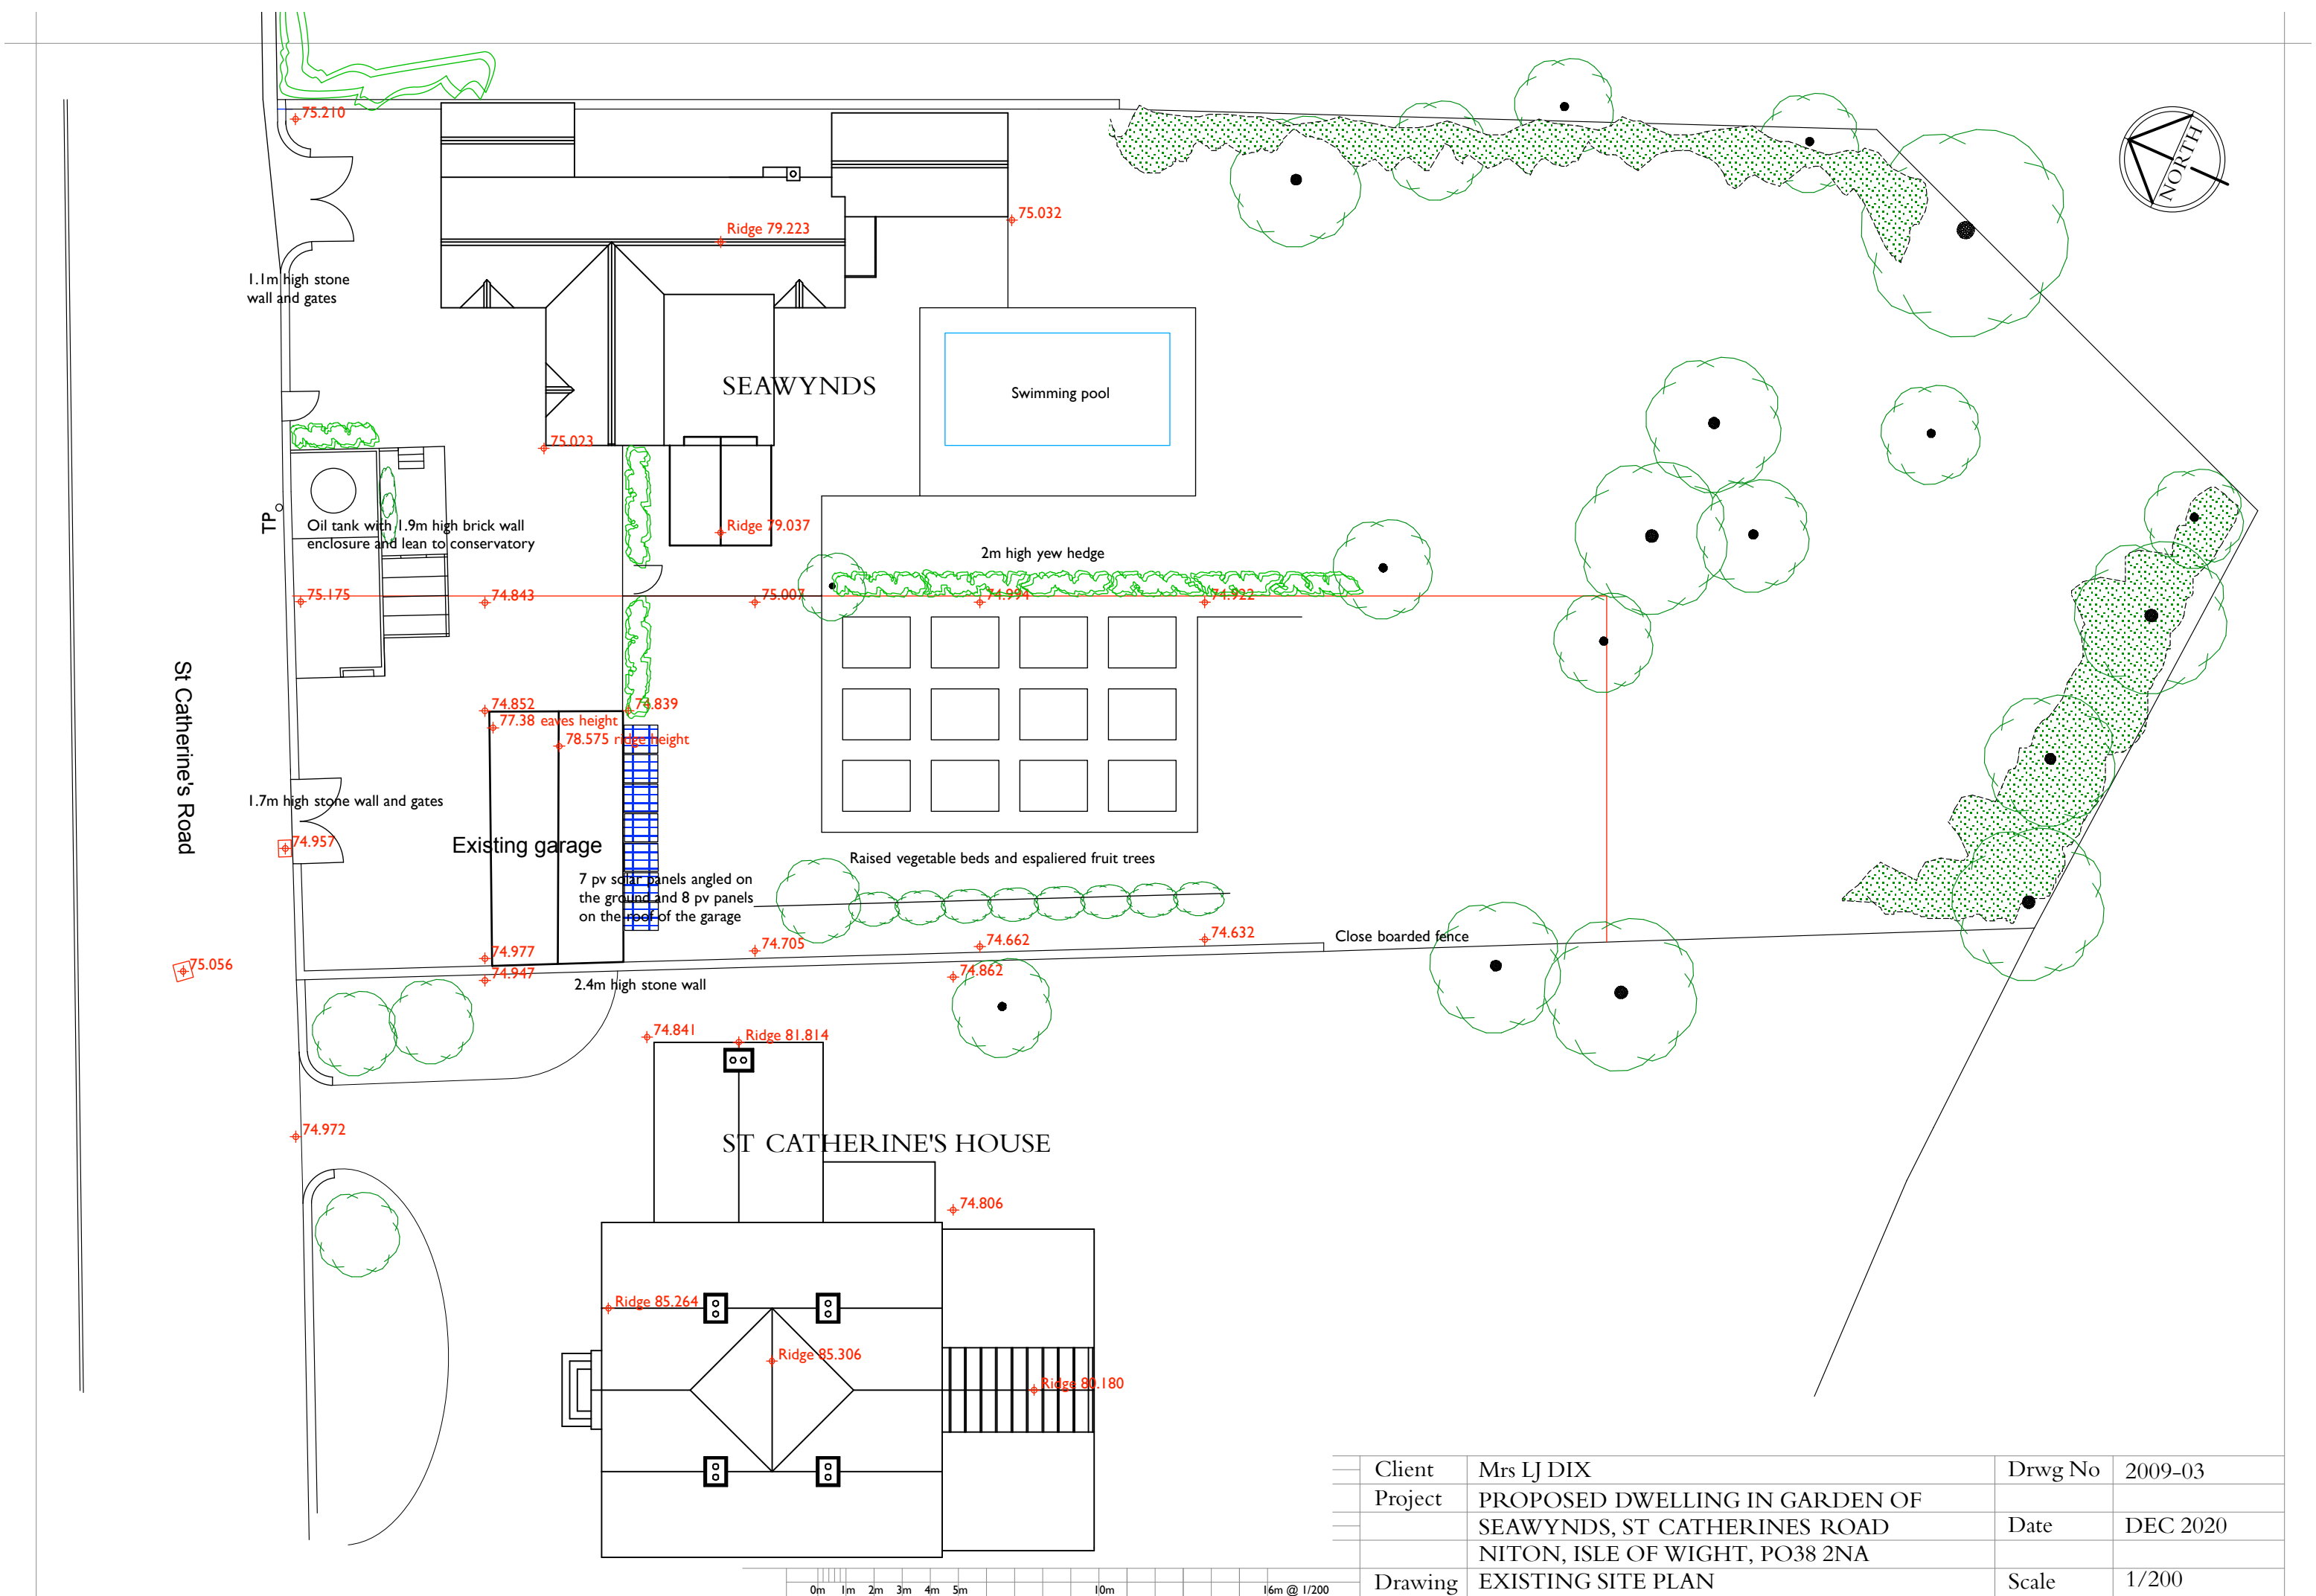 75.210
NORTH
75.032
Ridge 79.223
1.1m high stone
wall and gates
SEAWYNDS
Swimming pool
75.023
TP
Oil tank with 1.9m high brick wall
enclosure and lean to conservatory
Ridge 79.037
2m high yew hedge
75.175
74.843
75.007
74.994
74.922
St Catherine's Road
74.852
74.839
77.38 eaves height
78.575 ridge height
1.7m high stone wall and gates
74.957
Existing garage
Raised vegetable beds and espaliered fruit trees
7 pv solar panels angled on
the ground and 8 pv panels
on the roof of the garage
74.705
74.662
74.632
Close boarded fence
75.056
74.977
74.947
74.862
2.4m high stone wall
74.841
Ridge 81.814
74.972
ST CATHERINE'S HOUSE
74.806
Ridge 85.264
Ridge 85.306
Ridge 80.180
Client Mrs LJ DIX Drwg No 2009-03
Project PROPOSED DWELLING IN GARDEN OF
SEAWYNDS, ST CATHERINES ROAD Date DEC 2020
NITON, ISLE OF WIGHT, PO38 2NA
Drawing EXISTING SITE PLAN Scale 1/200
0m 1m 2m 3m 4m 5m 10m 16m @ 1/200